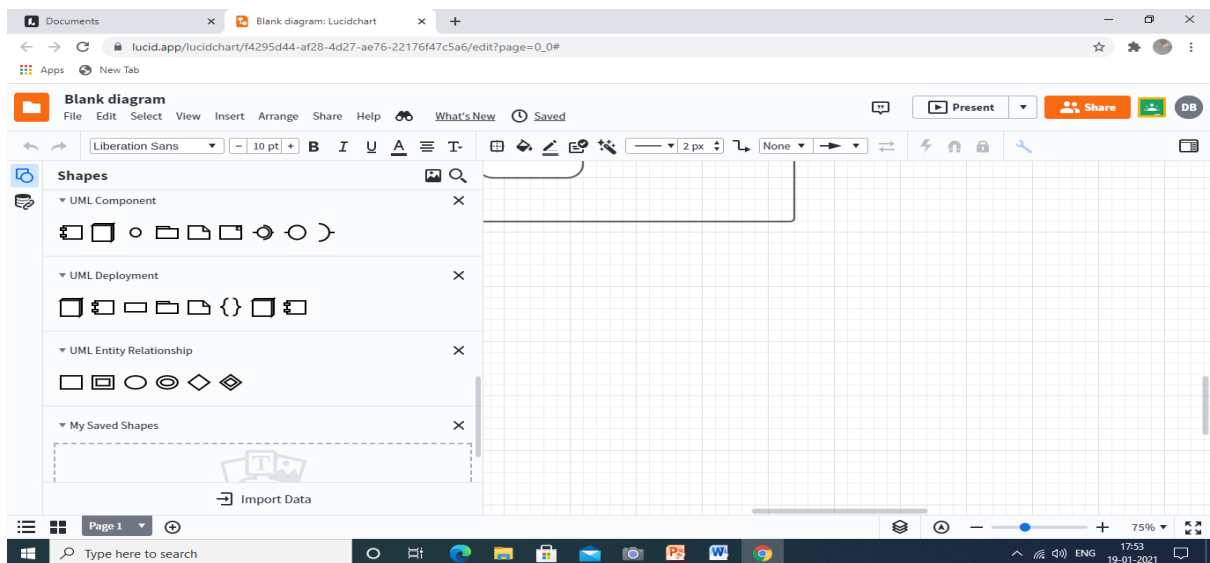 Documents
Blank diagram: Lucidchart
lucid.app/lucidchart/f4295d44-af28-4d27-ae76-22176f47c5a6/edit?page=0_0#
Apps New Tab
Blank diagram
File Edit Select View Insert Arrange Share Help What's New Saved
Present Share DB
Liberation Sans - 10 pt + B I U A T 2 px None
Shapes
UML Component
UML Deployment
{}
UML Entity Relationship
My Saved Shapes
T
Import Data
Page 1 75%
Type here to search
ENG 17:53
19-01-2021